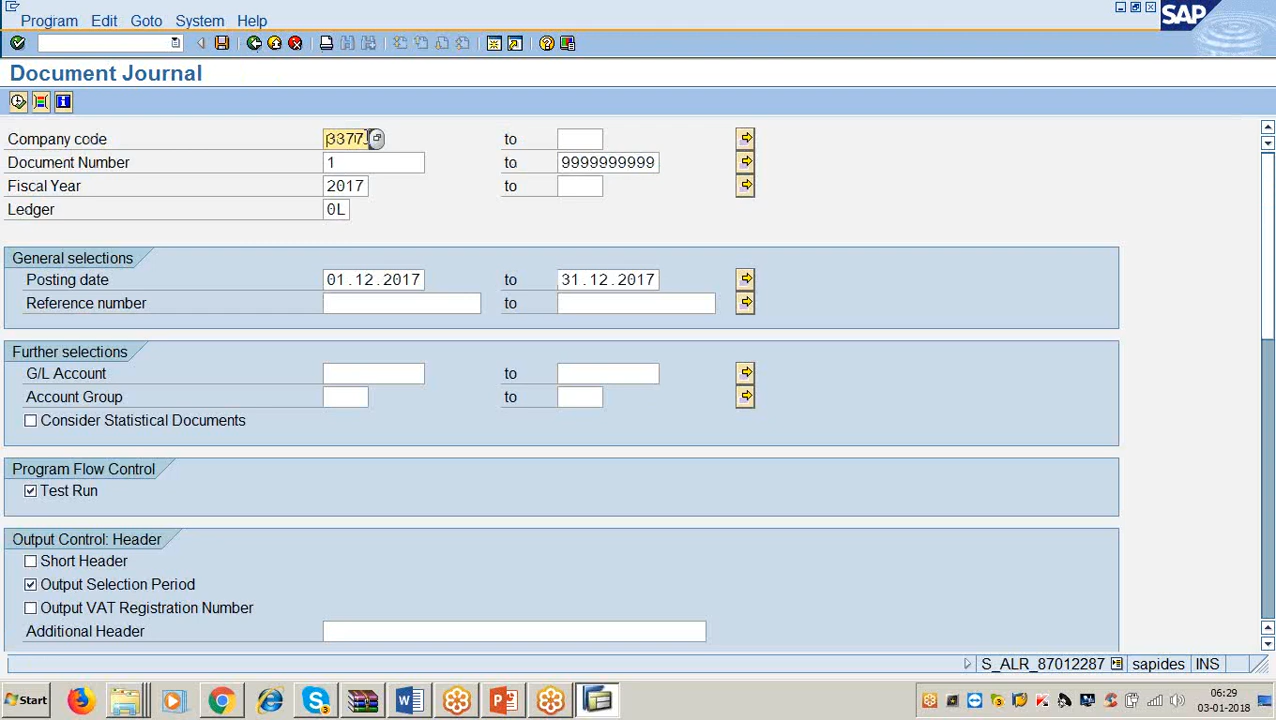 Program Edit Goto System Help
SAP
Document Journal
Company code to
Document Number 1 to 9999999999
Fiscal Year 2017 to
Ledger 0L
General selections
Posting date 01.12.2017 to 31.12.2017
Reference number to
Further selections
G/L Account to
Account Group to
Consider Statistical Documents
Program Flow Control
Test Run
Output Control: Header
Short Header
Output Selection Period
Output VAT Registration Number
Additional Header
S_ALR_87012287 sapides INS
Start
06:29
03-01-2018